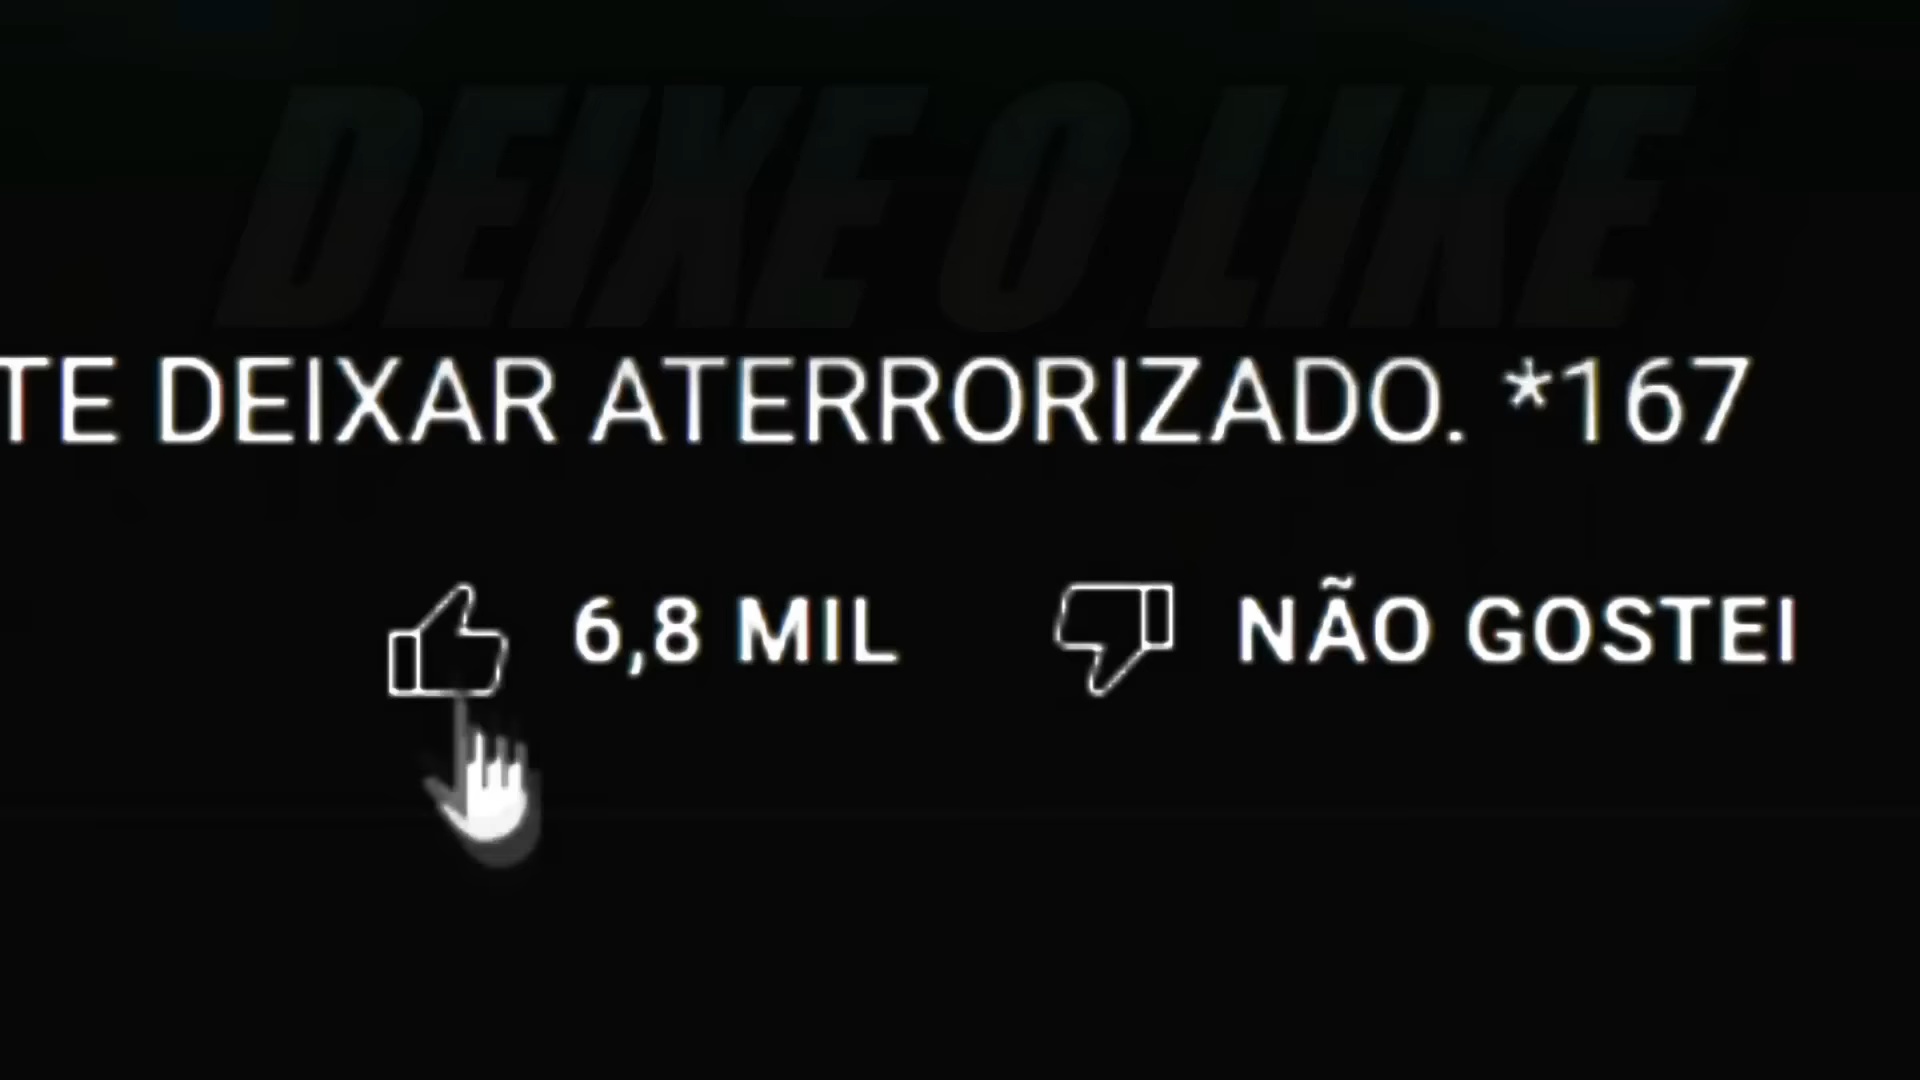 DEIXE O LIKE
TE DEIXAR ATERRORIZADO. *167
6,8 MIL NÃO GOSTEI